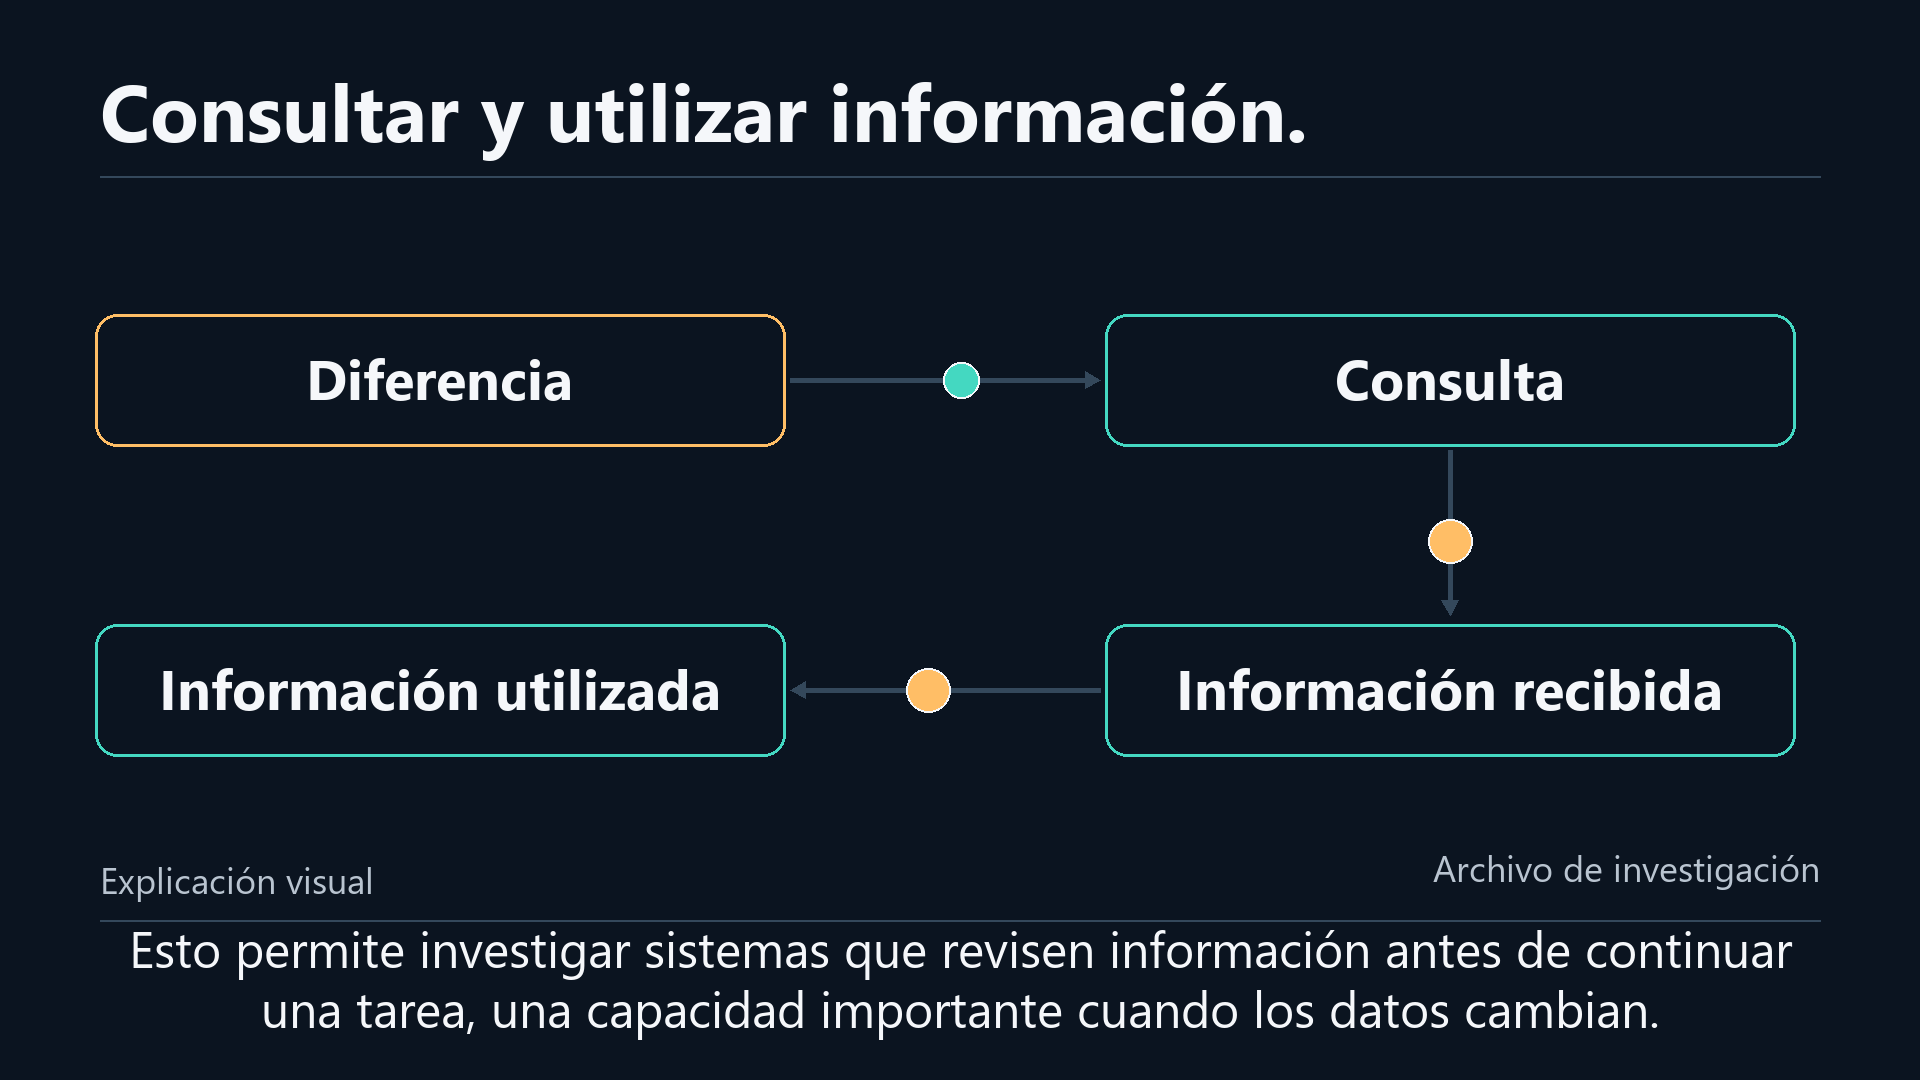 Consultar y utilizar información.
Diferencia
Consulta
Información utilizada
Información recibida
Explicación visual
Archivo de investigación
Esto permite investigar sistemas que revisen información antes de continuar
una tarea, una capacidad importante cuando los datos cambian.